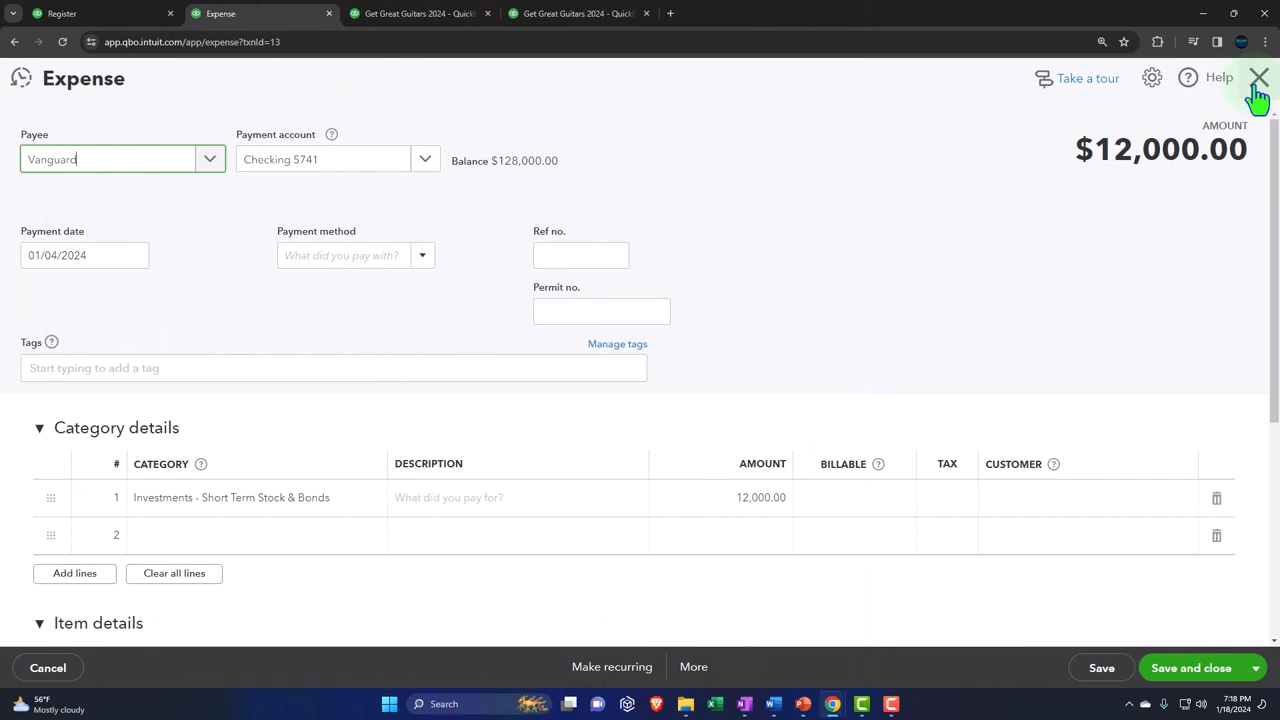 Register
Expense
Get Great Guitars 2024 - QuickB
Get Great Guitars 2024 - QuickB
app.qbo.intuit.com/app/expense?txnId=13
Expense
Take a tour
Help
Payee
Payment account
AMOUNT
$12,000.00
Vanguard
Checking 5741
Balance $128,000.00
Payment date
Payment method
Ref no.
01/04/2024
What did you pay with?
Permit no.
Tags
Manage tags
Start typing to add a tag
Category details
# CATEGORY DESCRIPTION AMOUNT BILLABLE TAX CUSTOMER
1 Investments - Short Term Stock & Bonds What did you pay for? 12,000.00
2
Add lines Clear all lines
Item details
Cancel Make recurring More Save Save and close
56°F
Mostly cloudy
Search
7:18 PM
1/18/2024